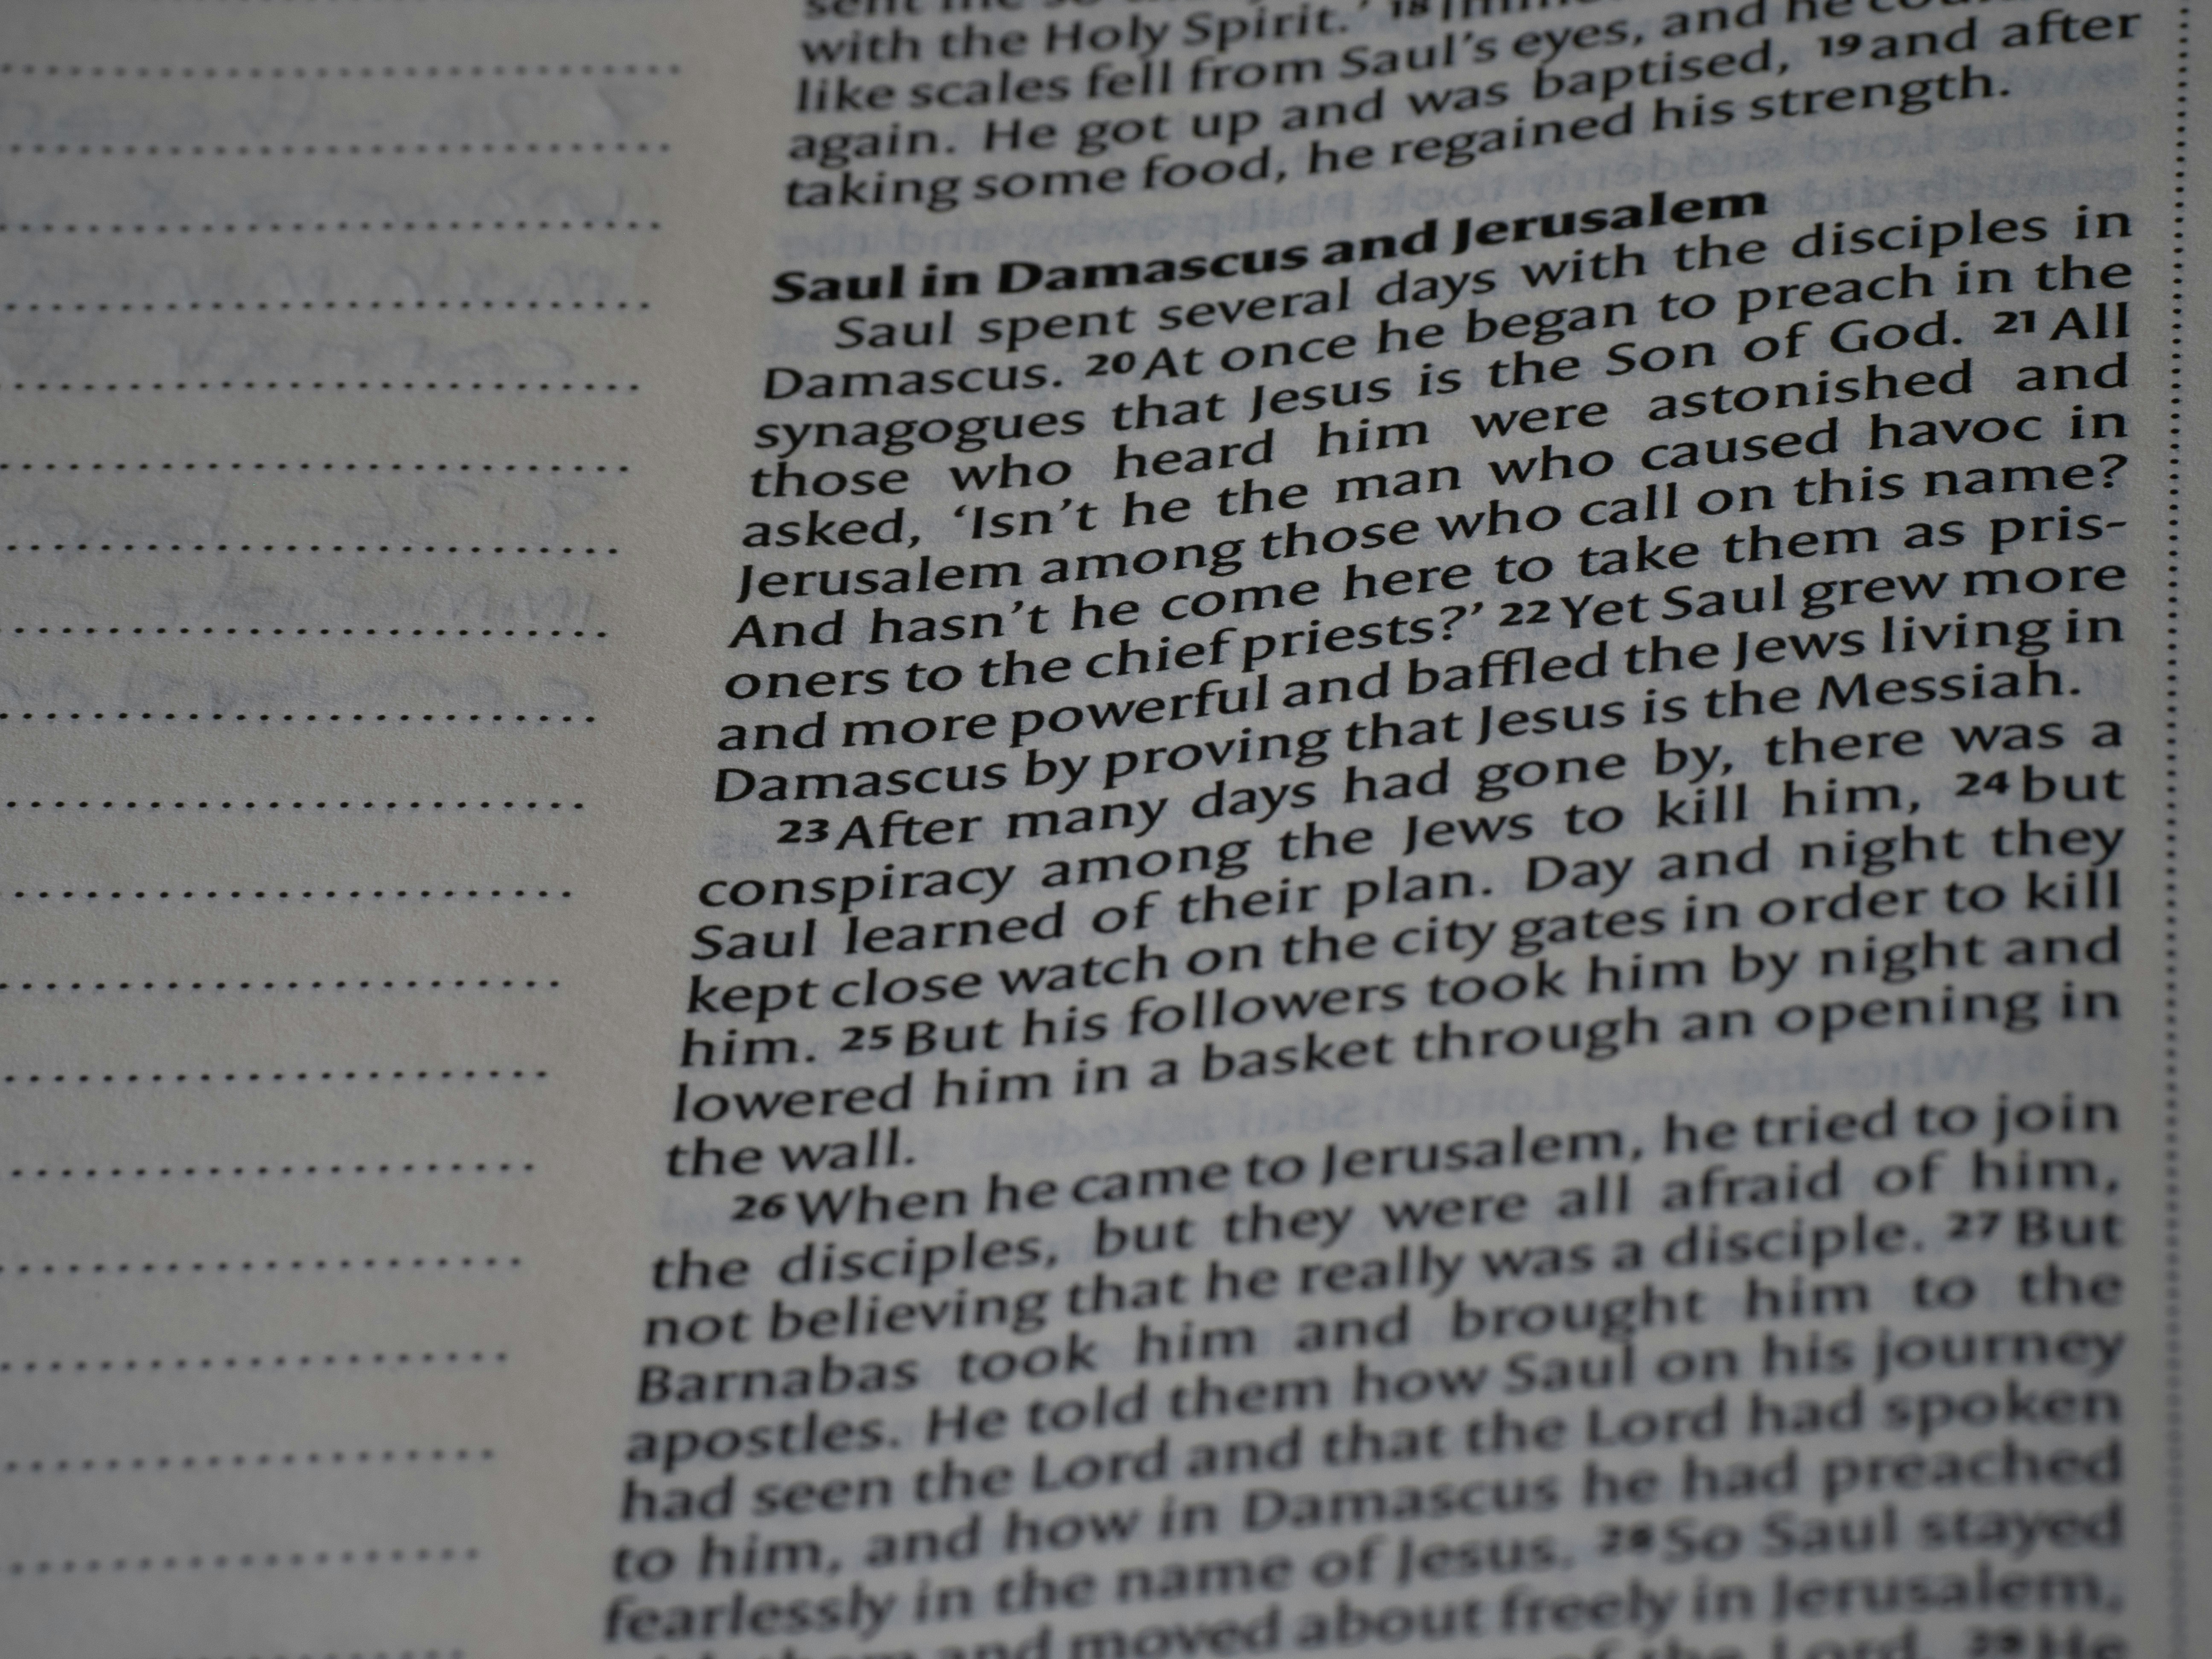 sent me so
with the Holy Spirit.’ 18
like scales fell from Saul’s eyes, and he
again. He got up and was baptised, 19 and after
taking some food, he regained his strength.
Saul in Damascus and Jerusalem
Saul spent several days with the disciples in
Damascus. 20 At once he began to preach in the
synagogues that Jesus is the Son of God. 21 All
those who heard him were astonished and
asked, ‘Isn’t he the man who caused havoc in
Jerusalem among those who call on this name?
And hasn’t he come here to take them as pris-
oners to the chief priests?’ 22 Yet Saul grew more
and more powerful and baffled the Jews living in
Damascus by proving that Jesus is the Messiah.
23 After many days had gone by, there was a
conspiracy among the Jews to kill him, 24 but
Saul learned of their plan. Day and night they
kept close watch on the city gates in order to kill
him. 25 But his followers took him by night and
lowered him in a basket through an opening in
the wall.
26 When he came to Jerusalem, he tried to join
the disciples, but they were all afraid of him,
not believing that he really was a disciple. 27 But
Barnabas took him and brought him to the
apostles. He told them how Saul on his journey
had seen the Lord and that the Lord had spoken
to him, and how in Damascus he had preached
fearlessly in the name of Jesus. 28 So Saul stayed
and moved about freely in Jerusalem,
of the Lord. 29 He